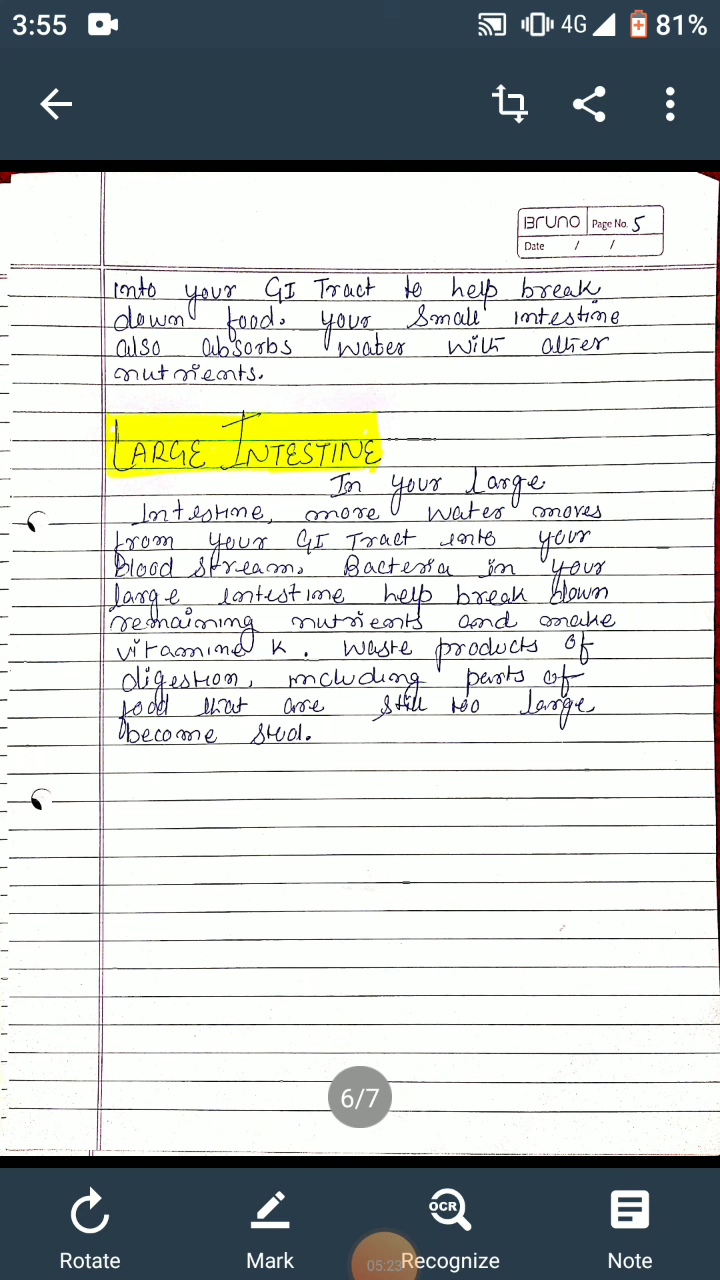 3:55
4G
81%
Bruno
Page No. 5
Date / /
into your GI Tract to help break
down food. your Small intestine
also absorbs water with other
nutrients.
LARGE INTESTINE
In your large
Intestine, more water moves
from your GI Tract into your
Blood stream. Bacteria in your
large intestine help break down
remaining nutrients and make
vitamine K. Waste products of
digestion, including parts of
food that are still too large
become stud.
6/7
OCR
Rotate
Mark
05:23
Recognize
Note